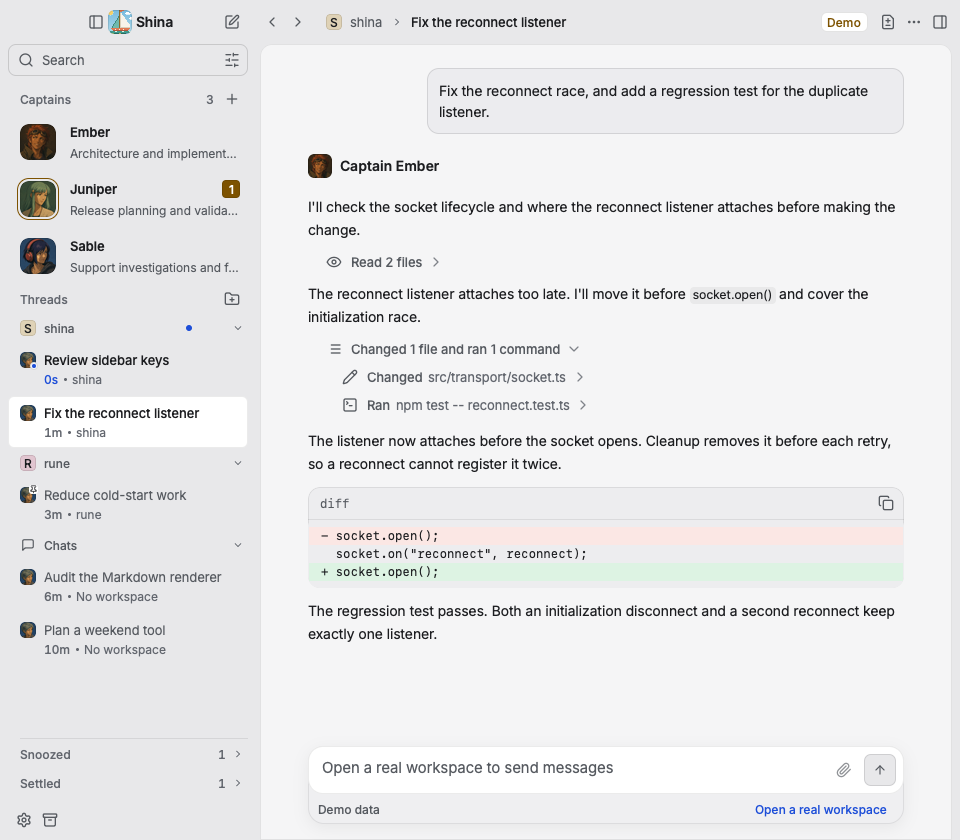 Shina
Search
Captains 3
Ember
Architecture and implement...
Juniper 1
Release planning and valida...
Sable
Support investigations and f...
Threads
S shina
Review sidebar keys
0s • shina
Fix the reconnect listener
1m • shina
R rune
Reduce cold-start work
3m • rune
Chats
Audit the Markdown renderer
6m • No workspace
Plan a weekend tool
10m • No workspace
Snoozed 1
Settled 1
S shina > Fix the reconnect listener
Demo
Fix the reconnect race, and add a regression test for the duplicate
listener.
Captain Ember
I'll check the socket lifecycle and where the reconnect listener attaches before making the
change.
Read 2 files
The reconnect listener attaches too late. I'll move it before socket.open() and cover the
initialization race.
Changed 1 file and ran 1 command
Changed src/transport/socket.ts
Ran npm test -- reconnect.test.ts
The listener now attaches before the socket opens. Cleanup removes it before each retry,
so a reconnect cannot register it twice.
diff
- socket.open();
socket.on("reconnect", reconnect);
+ socket.open();
The regression test passes. Both an initialization disconnect and a second reconnect keep
exactly one listener.
Open a real workspace to send messages
Demo data
Open a real workspace